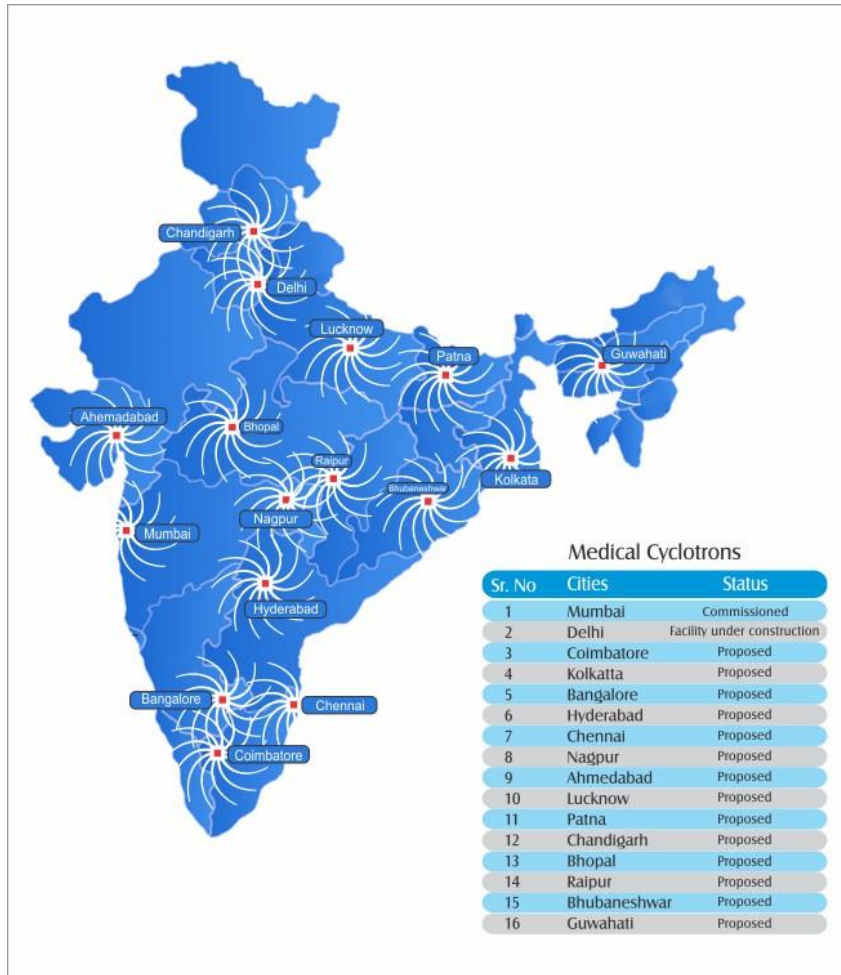 Chandigarh
Delhi
Lucknow
Patna
Guwahati
Ahemadabad
Bhopal
Raipur
Kolkata
Bhubaneshwar
Nagpur
Mumbai
Hyderabad
Bangalore
Chennai
Coimbatore
Medical Cyclotrons
Sr. No Cities Status
1 Mumbai Commissioned
2 Delhi Facility under construction
3 Coimbatore Proposed
4 Kolkatta Proposed
5 Bangalore Proposed
6 Hyderabad Proposed
7 Chennai Proposed
8 Nagpur Proposed
9 Ahmedabad Proposed
10 Lucknow Proposed
11 Patna Proposed
12 Chandigarh Proposed
13 Bhopal Proposed
14 Raipur Proposed
15 Bhubaneshwar Proposed
16 Guwahati Proposed